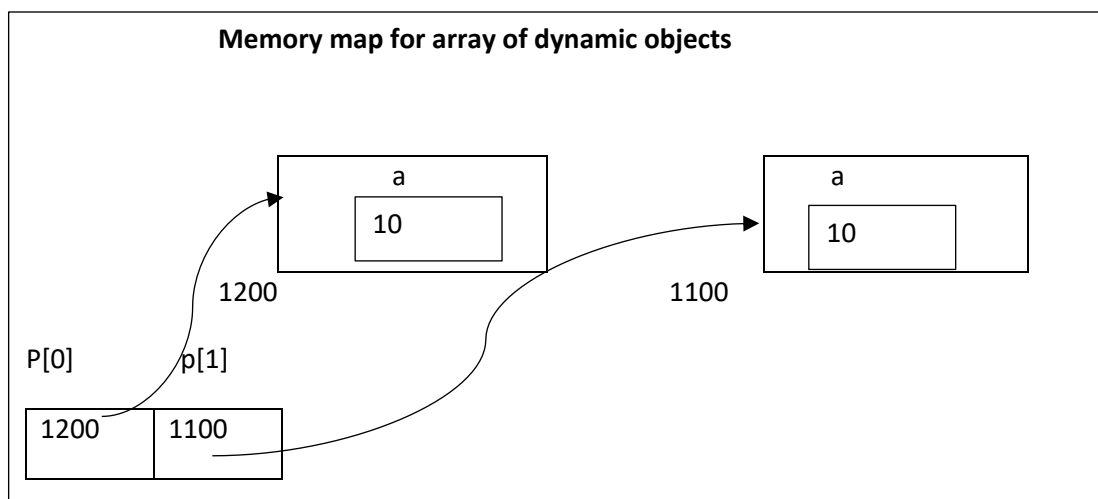 Memory map for array of dynamic objects
a a
10 10
1200 1100
P[0] p[1]
1200 1100